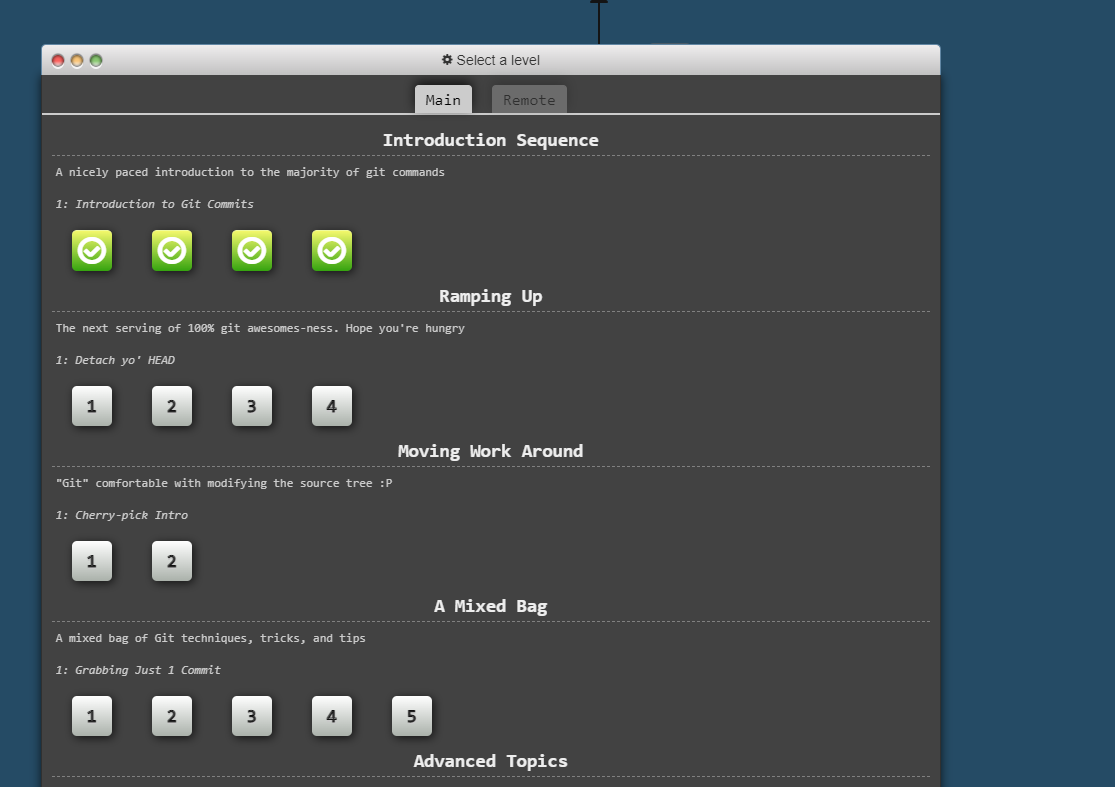 Select a level
Main Remote
Introduction Sequence
A nicely paced introduction to the majority of git commands
1: Introduction to Git Commits
Ramping Up
The next serving of 100% git awesomes-ness. Hope you're hungry
1: Detach yo' HEAD
1 2 3 4
Moving Work Around
"Git" comfortable with modifying the source tree :P
1: Cherry-pick Intro
1 2
A Mixed Bag
A mixed bag of Git techniques, tricks, and tips
1: Grabbing Just 1 Commit
1 2 3 4 5
Advanced Topics